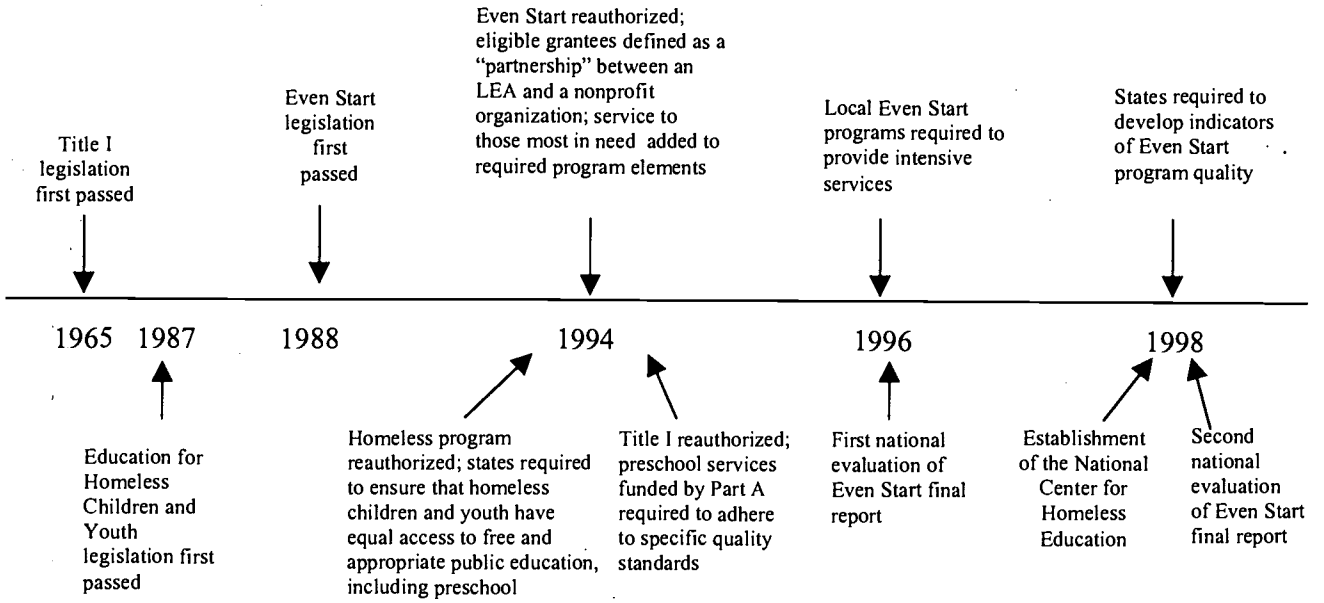 Title I
legislation
first passed
Even Start
legislation
first
passed
Even Start reauthorized;
eligible grantees defined as a
“partnership” between an
LEA and a nonprofit
organization; service to
those most in need added to
required program elements
Local Even Start
programs required to
provide intensive
services
States required to
develop indicators
of Even Start
program quality
1965 1987 1988 1994 1996 1998
Education for
Homeless
Children and
Youth
legislation first
passed
Homeless program
reauthorized; states required
to ensure that homeless
children and youth have
equal access to free and
appropriate public education,
including preschool
Title I reauthorized;
preschool services
funded by Part A
required to adhere
to specific quality
standards
First national
evaluation of
Even Start final
report
Establishment
of the National
Center for
Homeless
Education
Second
national
evaluation
of Even Start
final report